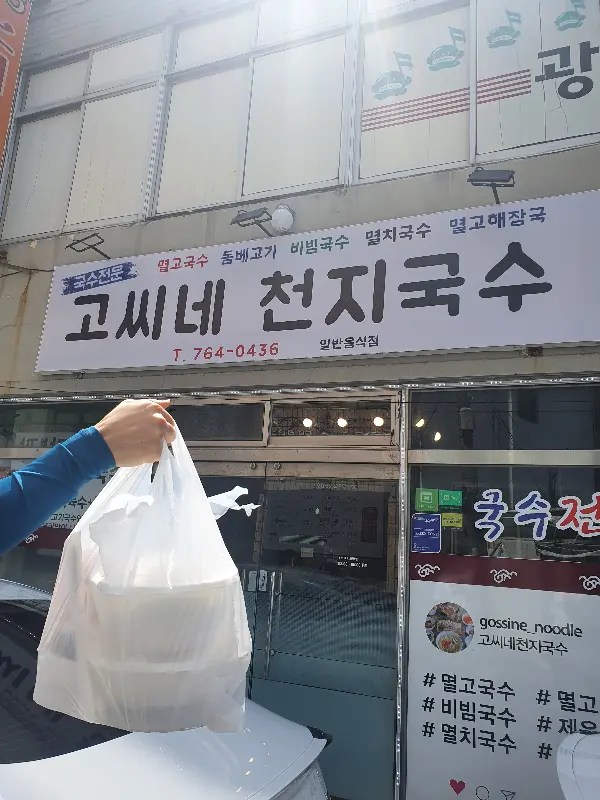 광
국수전문 멸고국수 돔베고기 비빔국수 멸치국수 멸고해장국
고씨네 천지국수
T. 764-0436 일반음식점
국수전
gossine_noodle
고씨네천지국수
# 멸고국수 # 멸고
# 비빔국수 # 제육
# 멸치국수 #